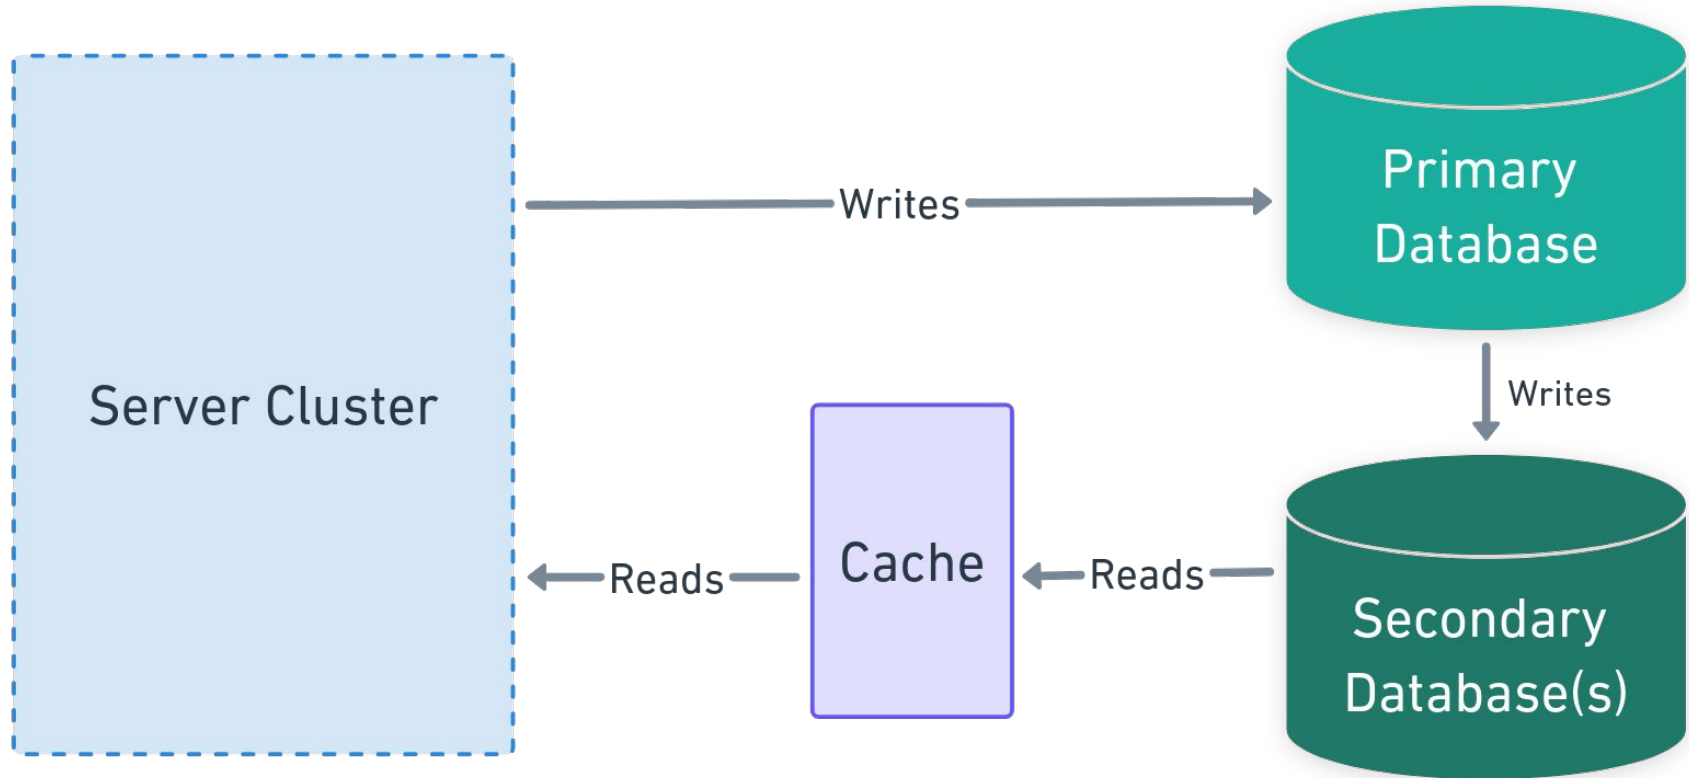 Server Cluster
Writes
Primary
Database
Writes
Cache
Reads
Reads
Secondary
Database(s)